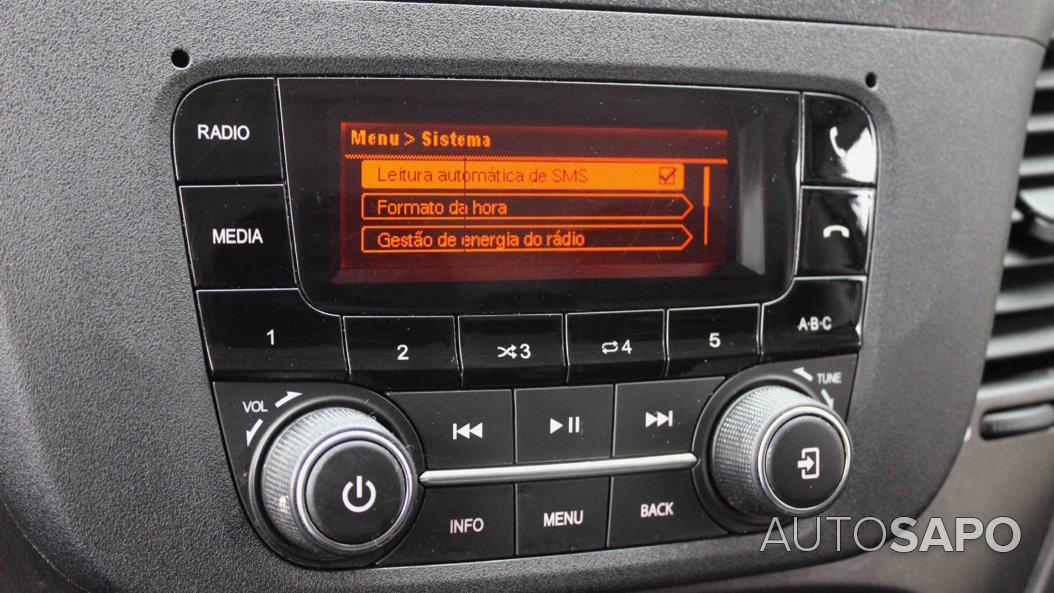 RADIO
Menu > Sistema
Leitura automática de SMS
Formato da hora
Gestão de energia do rádio
MEDIA
1
2
3
4
5
A·B·C
VOL
TUNE
INFO
MENU
BACK
AUTOSAPO